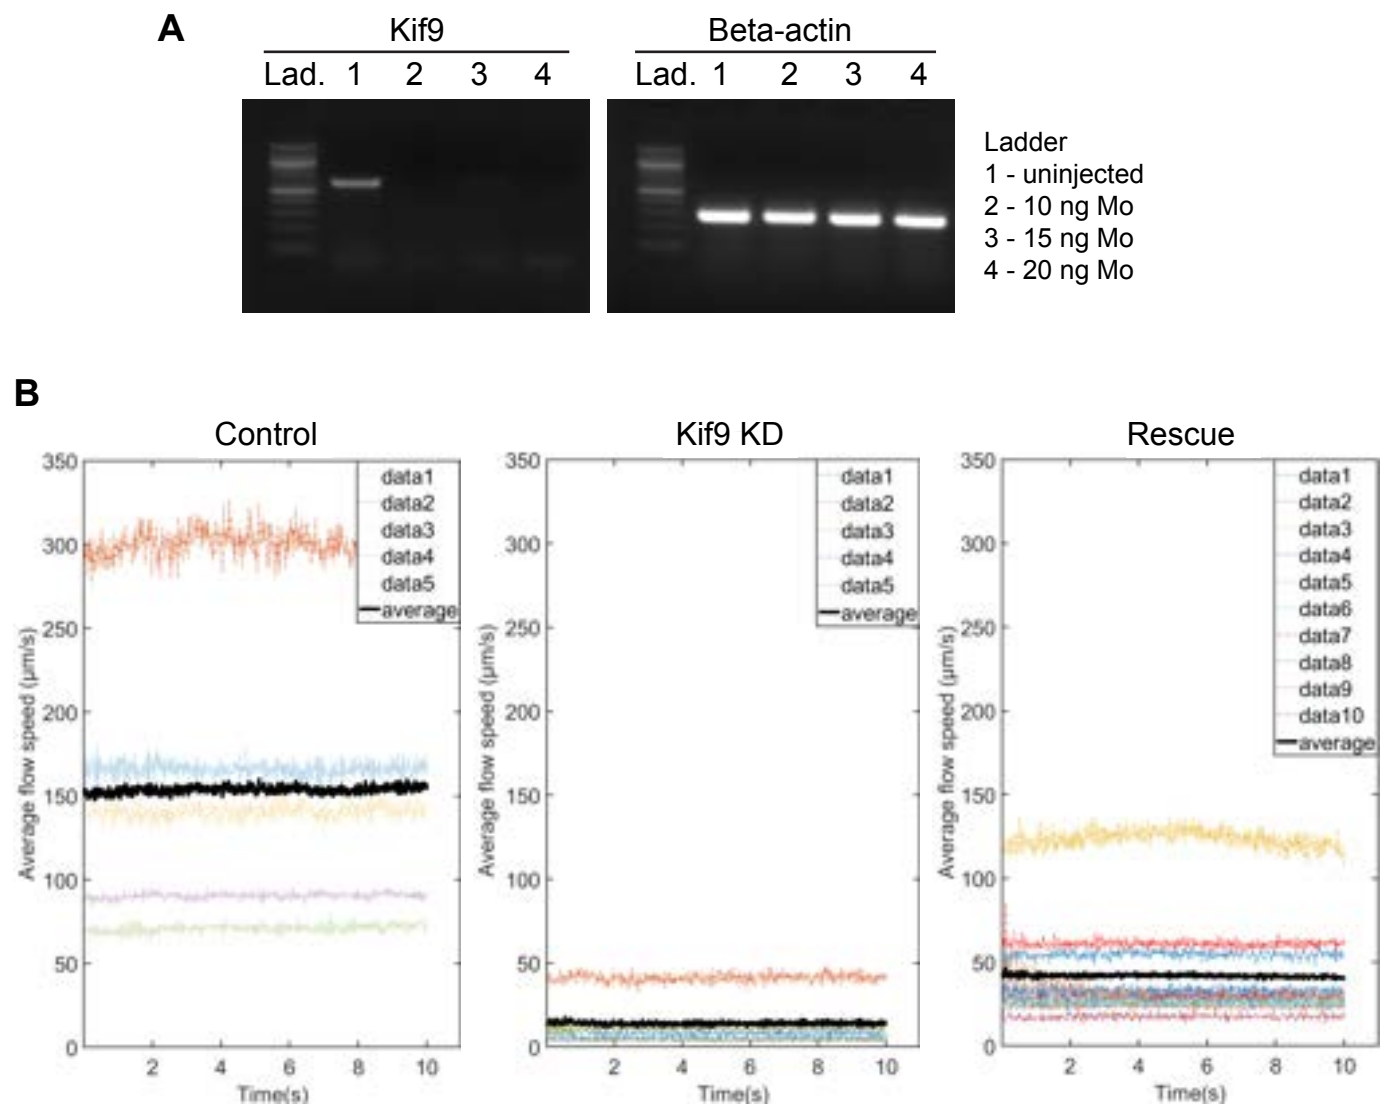 A
Kif9 Beta-actin
Lad. 1 2 3 4 Lad. 1 2 3 4
Ladder
1 - uninjected
2 - 10 ng Mo
3 - 15 ng Mo
4 - 20 ng Mo
B
Control
350
300
250
200
150
100
50
0
2 4 6 8 10
Average flow speed (µm/s)
Time(s)
data1
data2
data3
data4
data5
average
Kif9 KD
350
300
250
200
150
100
50
0
2 4 6 8 10
Average flow speed (µm/s)
Time(s)
data1
data2
data3
data4
data5
average
Rescue
350
300
250
200
150
100
50
0
2 4 6 8 10
Average flow speed (µm/s)
Time(s)
data1
data2
data3
data4
data5
data6
data7
data8
data9
data10
average